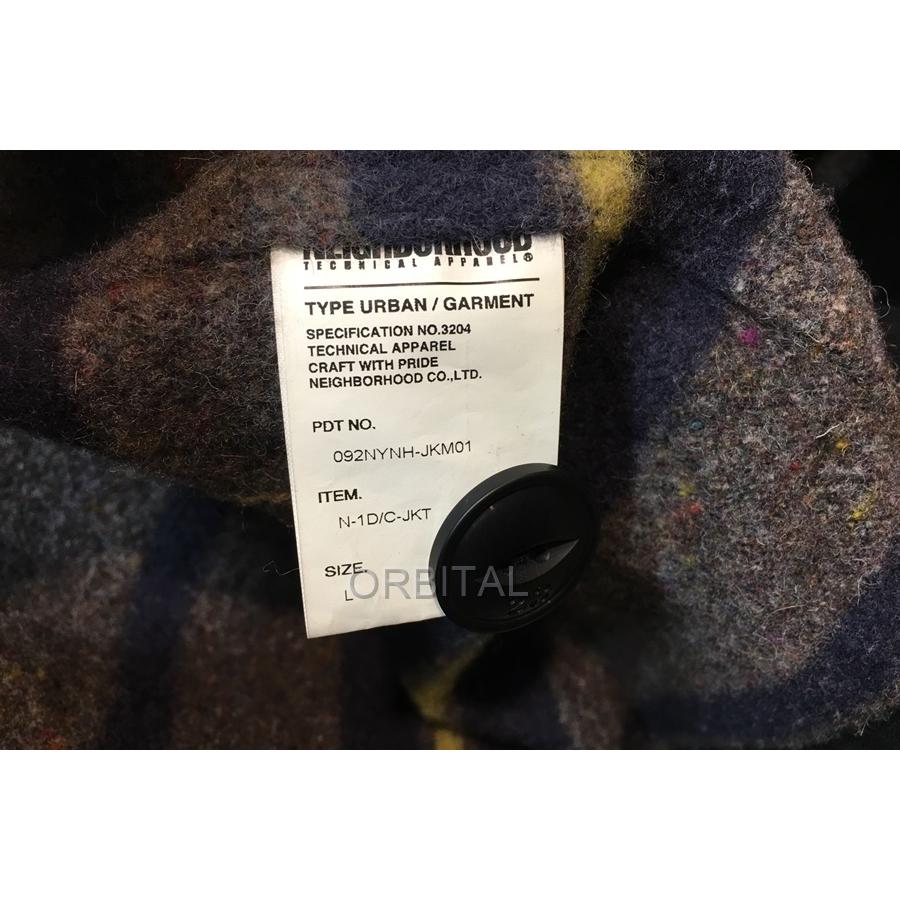 NEIGHBORHOOD
TECHNICAL APPAREL®
TYPE URBAN / GARMENT
SPECIFICATION NO.3204
TECHNICAL APPAREL
CRAFT WITH PRIDE
NEIGHBORHOOD CO.,LTD.
PDT NO.
092NYNH-JKM01
ITEM.
N-1D/C-JKT
SIZE.
L
ORBITAL